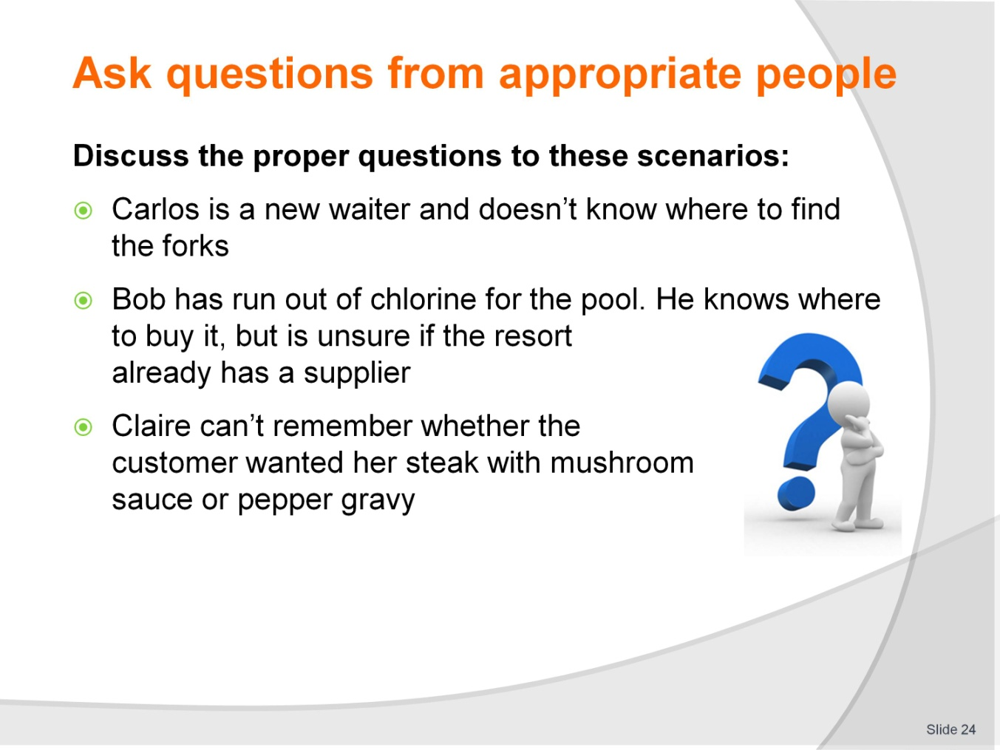 Ask questions from appropriate people
Discuss the proper questions to these scenarios:
Carlos is a new waiter and doesn’t know where to find
the forks
Bob has run out of chlorine for the pool. He knows where
to buy it, but is unsure if the resort
already has a supplier
Claire can’t remember whether the
customer wanted her steak with mushroom
sauce or pepper gravy
Slide 24